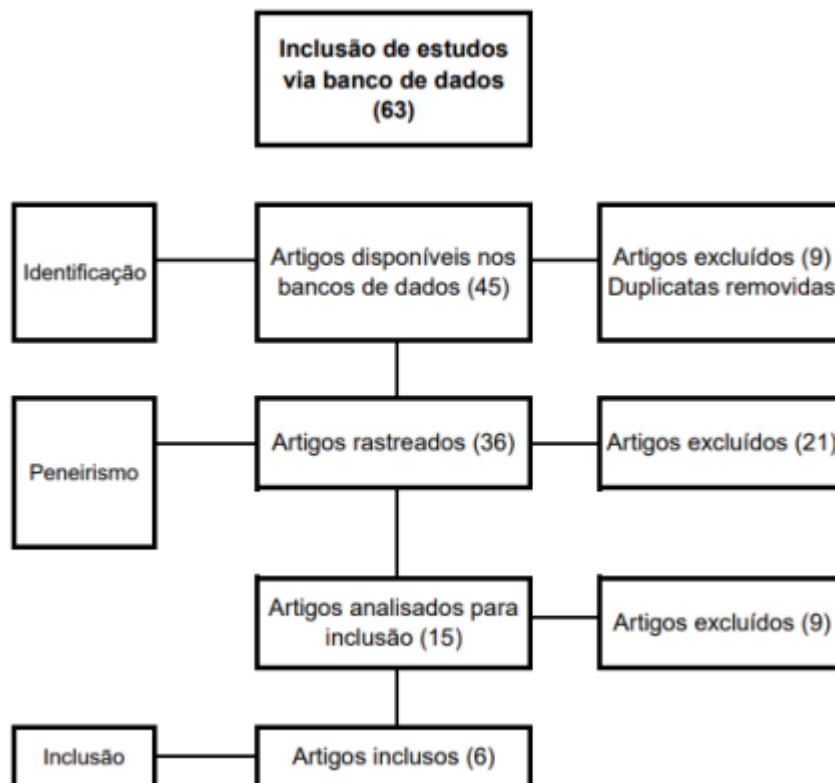 Inclusão de estudos
via banco de dados
(63)
Identificação
Artigos disponíveis nos
bancos de dados (45)
Artigos excluídos (9)
Duplicatas removidas
Peneirismo
Artigos rastreados (36)
Artigos excluídos (21)
Artigos analisados para
inclusão (15)
Artigos excluídos (9)
Inclusão
Artigos inclusos (6)